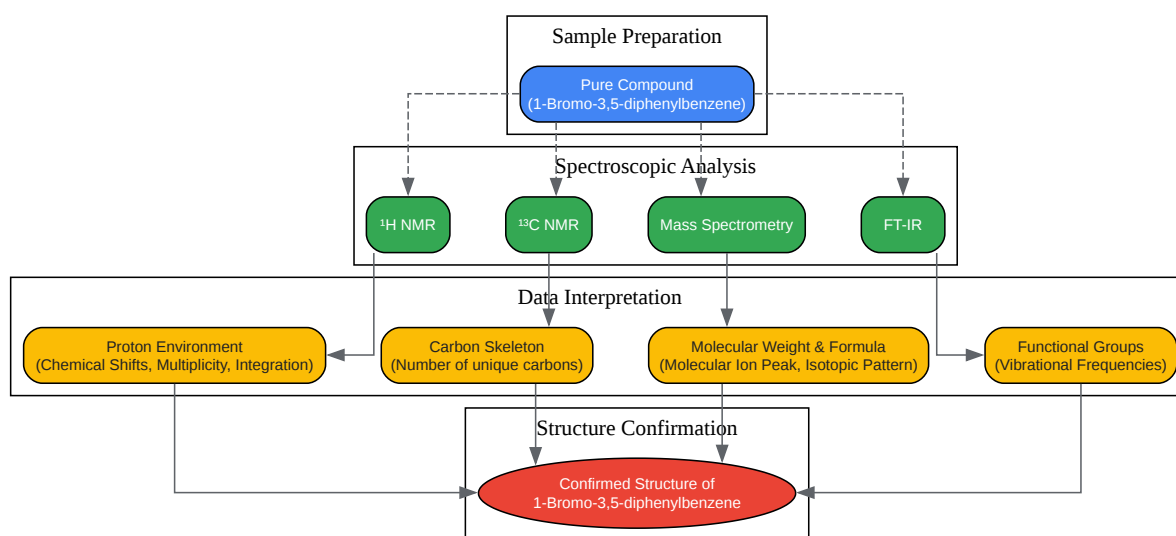 Sample Preparation
Pure Compound
(1-Bromo-3,5-diphenylbenzene)
Spectroscopic Analysis
¹H NMR
¹³C NMR
Mass Spectrometry
FT-IR
Data Interpretation
Proton Environment
(Chemical Shifts, Multiplicity, Integration)
Carbon Skeleton
(Number of unique carbons)
Molecular Weight & Formula
(Molecular Ion Peak, Isotopic Pattern)
Functional Groups
(Vibrational Frequencies)
Structure Confirmation
Confirmed Structure of
1-Bromo-3,5-diphenylbenzene